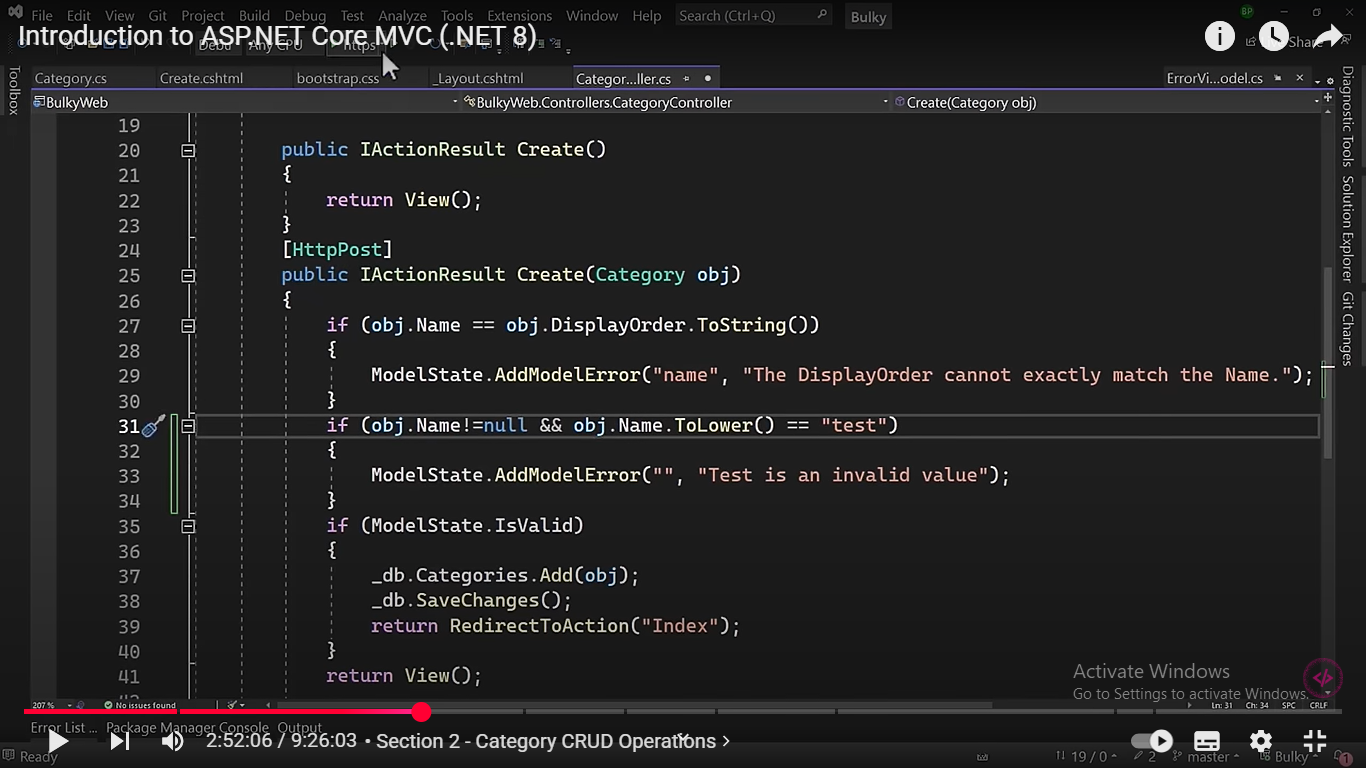 File Edit View Git Project Build Debug Test Analyze Tools Extensions Window Help Search (Ctrl+Q) Bulky
Introduction to ASP.NET Core MVC (.NET 8)
Debu Any CPU https Share
Category.cs Create.cshtml bootstrap.css _Layout.cshtml Categor...ller.cs ErrorVi...odel.cs
BulkyWeb BulkyWeb.Controllers.CategoryController Create(Category obj)
Toolbox
Diagnostic Tools Solution Explorer Git Changes
19
20 public IActionResult Create()
21 {
22 return View();
23 }
24 [HttpPost]
25 public IActionResult Create(Category obj)
26 {
27 if (obj.Name == obj.DisplayOrder.ToString())
28 {
29 ModelState.AddModelError("name", "The DisplayOrder cannot exactly match the Name.");
30 }
31 if (obj.Name!=null && obj.Name.ToLower() == "test")
32 {
33 ModelState.AddModelError("", "Test is an invalid value");
34 }
35 if (ModelState.IsValid)
36 {
37 _db.Categories.Add(obj);
38 _db.SaveChanges();
39 return RedirectToAction("Index");
40 }
41 return View();
Activate Windows
Go to Settings to activate Windows.
207 % No issues found Ln: 31 Ch: 34 SPC CRLF
Error List ... Package Manager Console Output
2:52:06 / 9:26:03 • Section 2 - Category CRUD Operations >
Ready 19 / 0 2 master Bulky 1